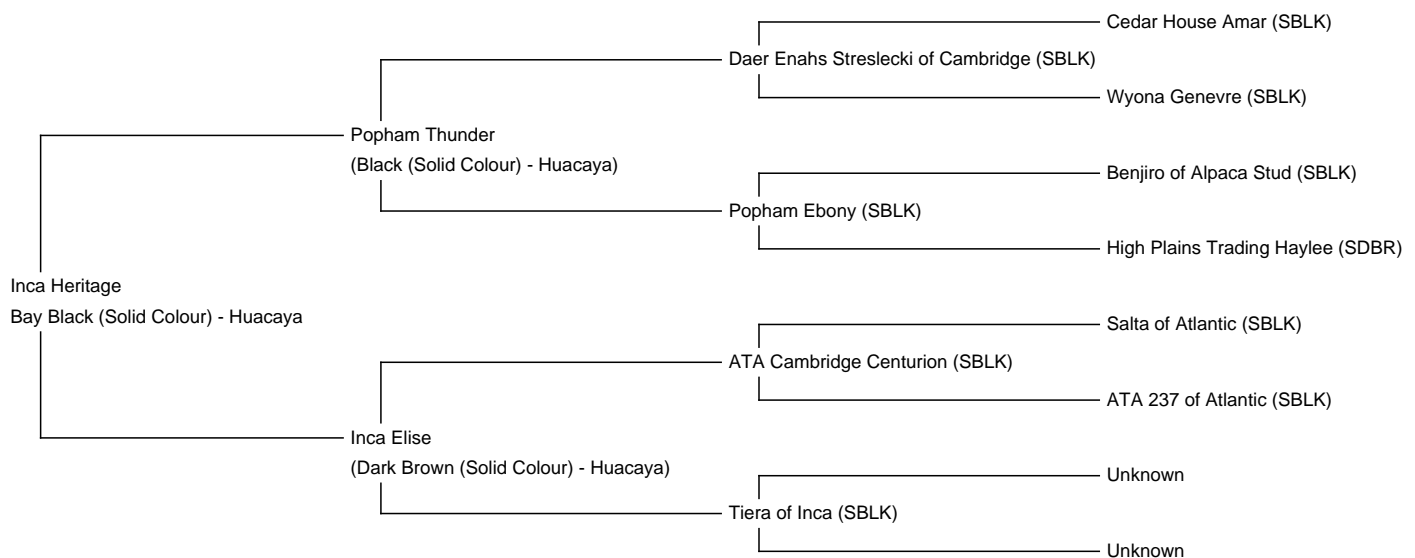 Cedar House Amar (SBLK)
Daer Enahs Streslecki of Cambridge (SBLK)
Wyona Genevre (SBLK)
Popham Thunder
(Black (Solid Colour) - Huacaya)
Benjiro of Alpaca Stud (SBLK)
Popham Ebony (SBLK)
High Plains Trading Haylee (SDBR)
Inca Heritage
Bay Black (Solid Colour) - Huacaya
Salta of Atlantic (SBLK)
ATA Cambridge Centurion (SBLK)
ATA 237 of Atlantic (SBLK)
Inca Elise
(Dark Brown (Solid Colour) - Huacaya)
Unknown
Tiera of Inca (SBLK)
Unknown